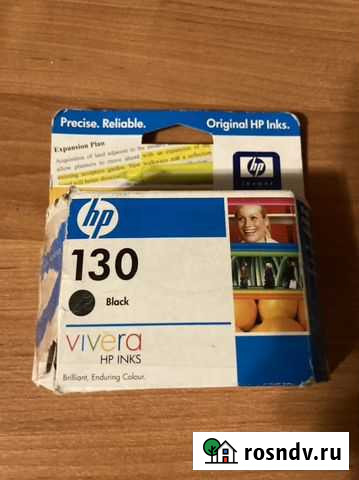 Precise. Reliable.
Original HP Inks.
Expansion Plan
hp
invent
hp
130
Black
vivera
HP INKS
Brilliant, Enduring Colour.
rosndv.ru